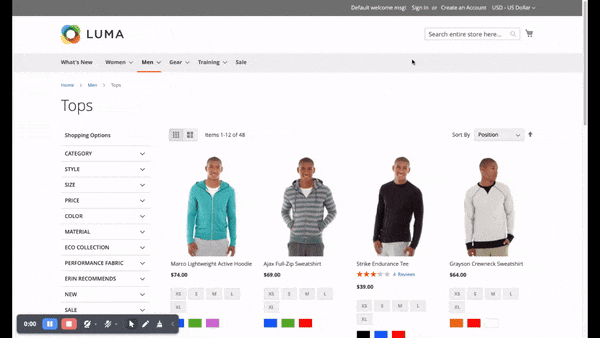 Default welcome msg! Sign In or Create an Account USD - US Dollar
LUMA
Search entire store here...
What's New Women Men Gear Training Sale
Home Men Tops
Tops
Shopping Options
Items 1-12 of 48
Sort By Position
CATEGORY
STYLE
SIZE
PRICE
COLOR
MATERIAL
ECO COLLECTION
PERFORMANCE FABRIC
ERIN RECOMMENDS
NEW
SALE
Marco Lightweight Active Hoodie
$74.00
XS S M L
XL
Ajax Full-Zip Sweatshirt
$69.00
XS S M L
XL
Strike Endurance Tee
4 Reviews
$39.00
XS S M L
XL
Grayson Crewneck Sweatshirt
$64.00
XS S M L
XL
0:00